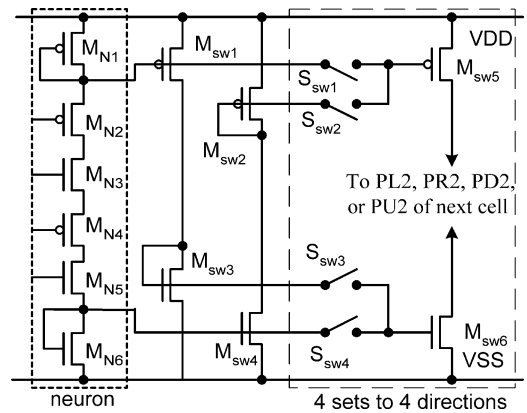 VDD
M_N1
M_sw1
S_sw1
M_sw5
M_N2
S_sw2
M_sw2
M_N3
To PL2, PR2, PD2,
or PU2 of next cell
M_N4
M_sw3
S_sw3
M_N5
M_sw6
M_N6
M_sw4
S_sw4
VSS
neuron
4 sets to 4 directions